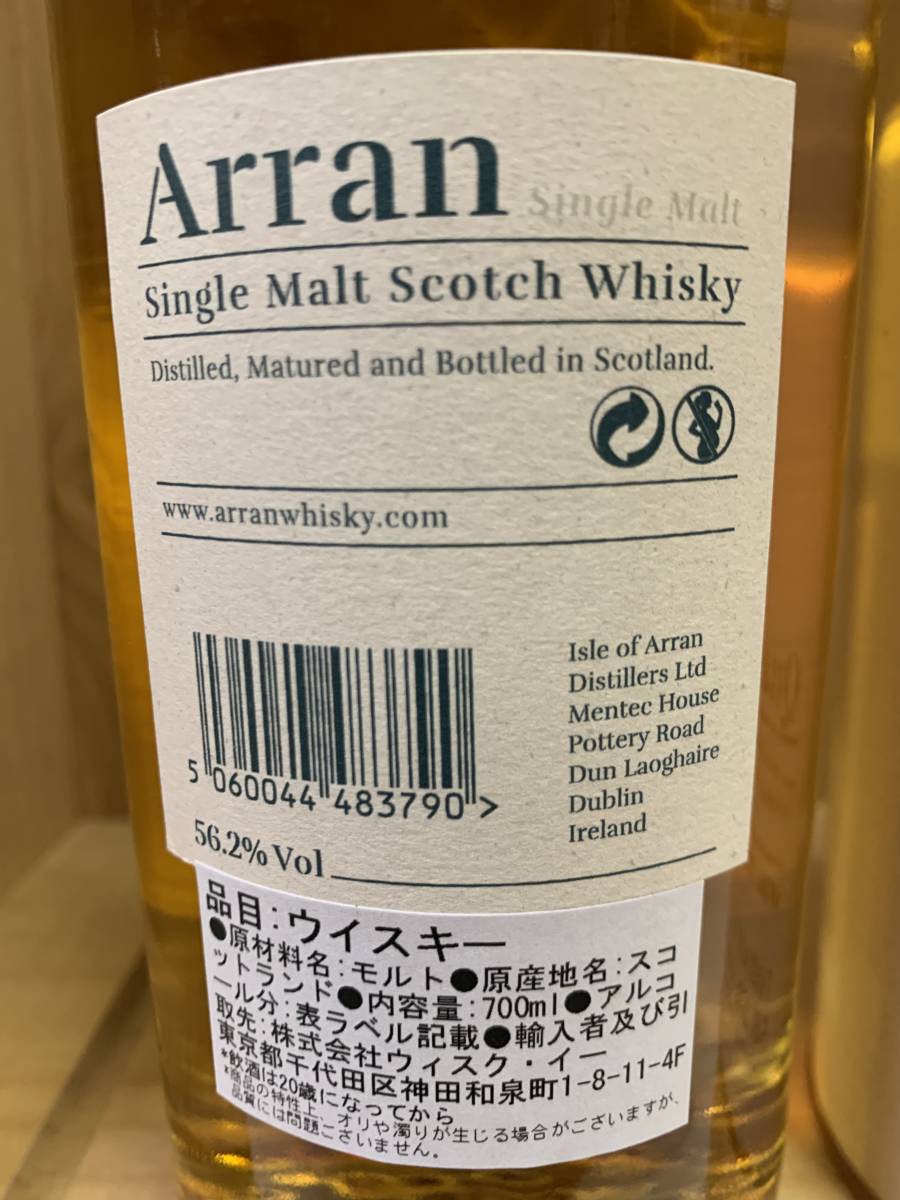 Arran Single Malt
Single Malt Scotch Whisky
Distilled, Matured and Bottled in Scotland.
www.arranwhisky.com
5 060044 483790 >
Isle of Arran
Distillers Ltd
Mentec House
Pottery Road
Dun Laoghaire
Dublin
Ireland
56.2% Vol
品目:ウイスキー
●原材料名:モルト●原産地名:スコ
ットランド●内容量:700ml●アルコ
ール分:表ラベル記載●輸入者及び引
取先:株式会社ウィスク・イー
東京都千代田区神田和泉町1-8-11-4F
*飲酒は20歳になってから
*商品の特性上、オリや濁りが生じる場合がございますが、
品質には問題ございません。